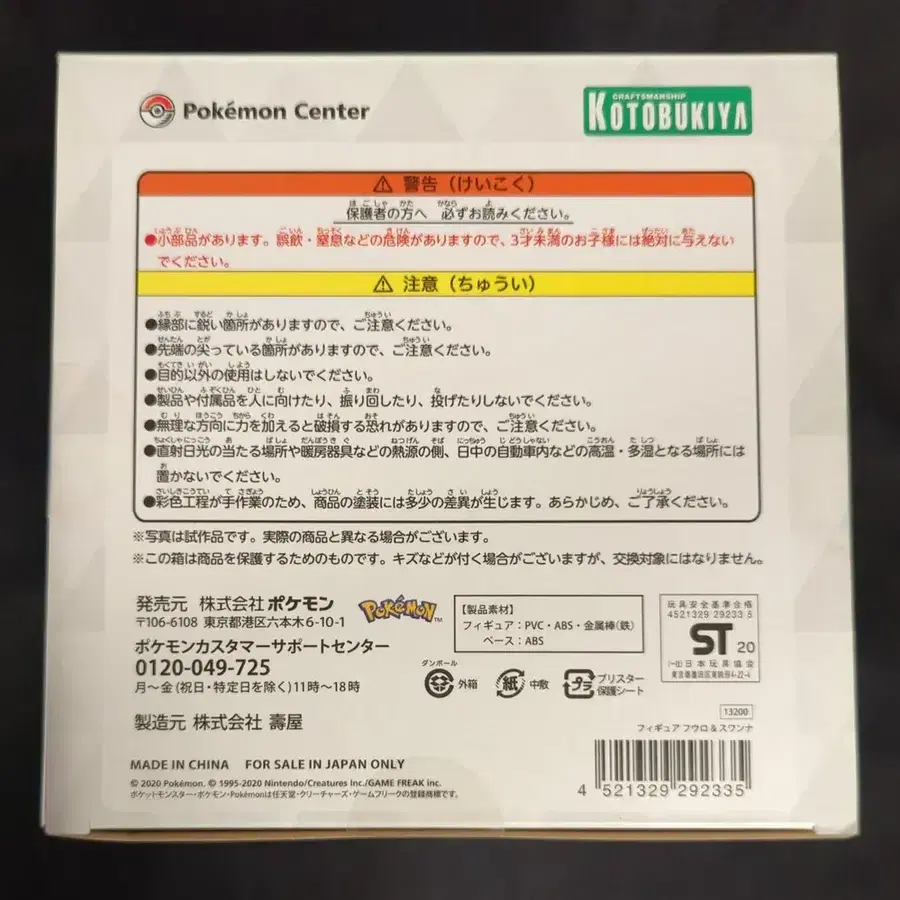 Pokémon Center
CRAFTSMANSHIP
KOTOBUKIYA
警告（けいこく）
保護者の方へ 必ずお読みください。
●小部品があります。誤飲・窒息などの危険がありますので、3才未満のお子様には絶対に与えない
でください。
注意（ちゅうい）
●縁部に鋭い箇所がありますので、ご注意ください。
●先端の尖っている箇所がありますので、ご注意ください。
●目的以外の使用はしないでください。
●製品や付属品を人に向けたり、振り回したり、投げたりしないでください。
●無理な方向に力を加えると破損する恐れがありますので、ご注意ください。
●直射日光の当たる場所や暖房器具などの熱源の側、日中の自動車内などの高温・多湿となる場所には
置かないでください。
●彩色工程が手作業のため、商品の塗装には多少の差異が生じます。あらかじめ、ご了承ください。
※写真は試作品です。実際の商品と異なる場合がございます。
※この箱は商品を保護するためのものです。キズなどが付く場合がございますが、交換対象にはなりません。
発売元 株式会社ポケモン
〒106-6108 東京都港区六本木6-10-1
ポケモンカスタマーサポートセンター
0120-049-725
月～金（祝日・特定日を除く）11時～18時
製造元 株式会社 壽屋
POKéMON
TM
【製品素材】
フィギュア：PVC・ABS・金属棒（鉄）
ベース：ABS
ダンボール
外箱
紙
中敷
プラ
ブリスター
保護シート
玩具安全基準合格
4521329 29233 5
ST 20
(一社)日本玩具協会
東京都墨田区東駒形4-22-4
13200
フィギュア フウロ & スワンナ
4 521329 292335
MADE IN CHINA FOR SALE IN JAPAN ONLY
© 2020 Pokémon. © 1995-2020 Nintendo/Creatures Inc./GAME FREAK inc.
ポケットモンスター・ポケモン・Pokémonは任天堂・クリーチャーズ・ゲームフリークの登録商標です。